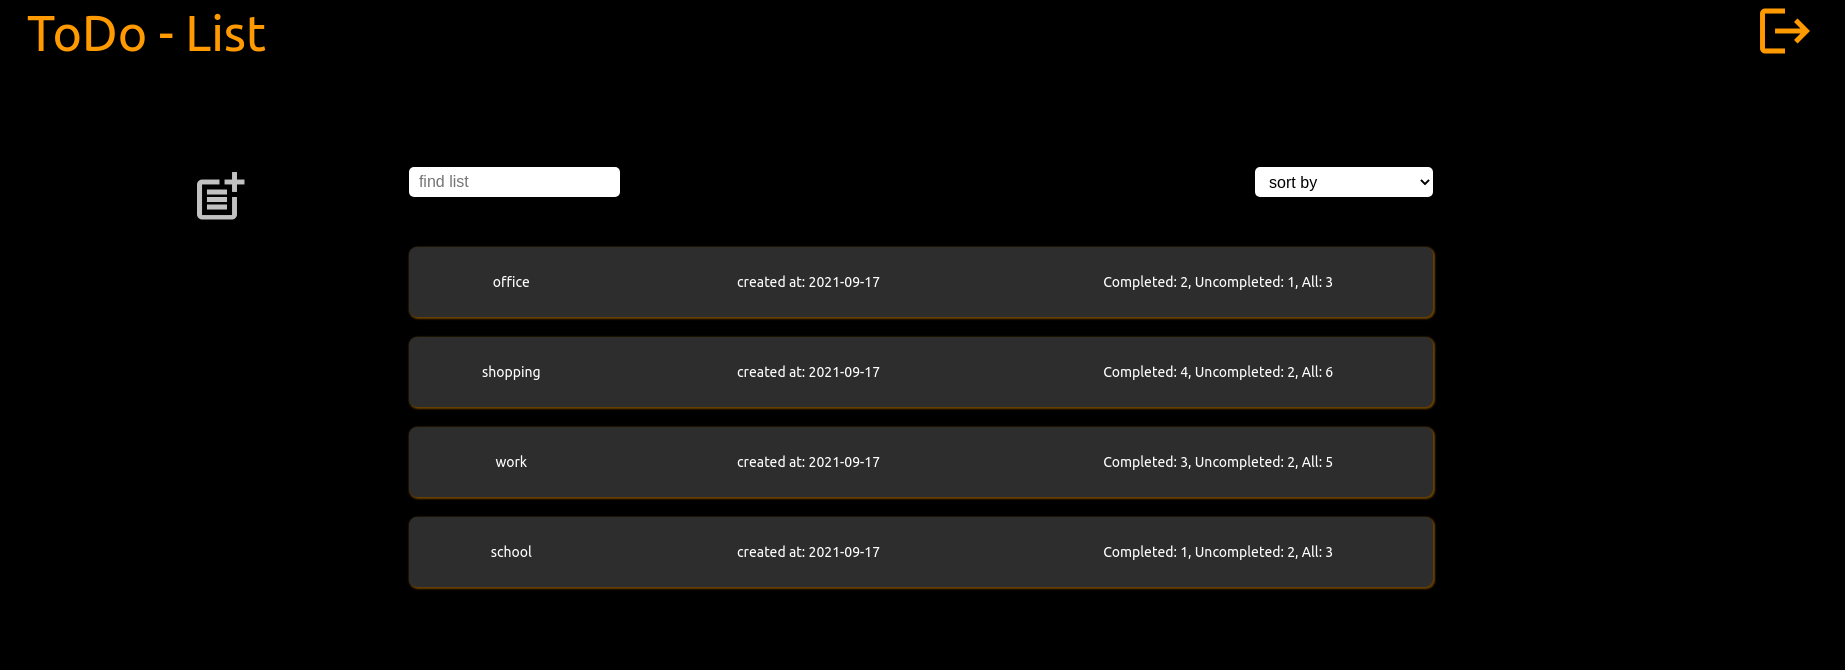 ToDo - List
find list
sort by
office created at: 2021-09-17 Completed: 2, Uncompleted: 1, All: 3
shopping created at: 2021-09-17 Completed: 4, Uncompleted: 2, All: 6
work created at: 2021-09-17 Completed: 3, Uncompleted: 2, All: 5
school created at: 2021-09-17 Completed: 1, Uncompleted: 2, All: 3